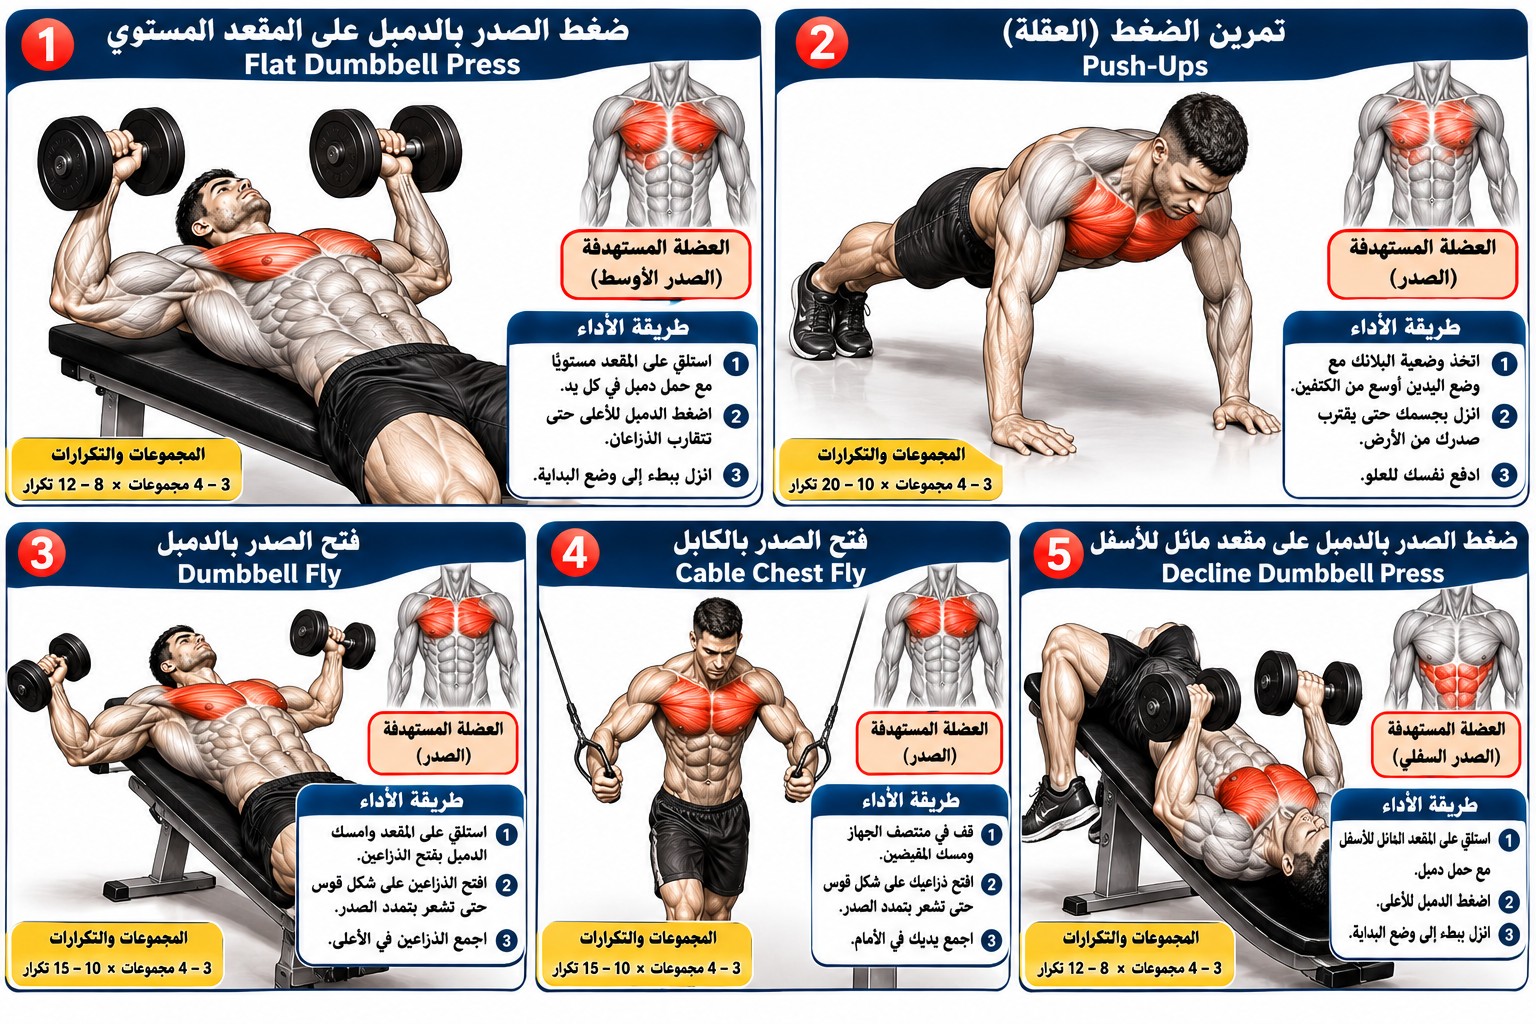 1
ضغط الصدر بالدمبل على المقعد المستوي
Flat Dumbbell Press
العضلة المستهدفة
(الصدر الأوسط)
طريقة الأداء
1 استلقِ على المقعد مستويًا
مع حمل دمبل في كل يد.
2 اضغط الدمبل للأعلى حتى
تتقارب الذزاعان.
3 انزل ببطء إلى وضع البداية.
المجموعات والتكرارات
3 – 4 مجموعات × 8 – 12 تكرار
2
تمرين الضغط (العقلة)
Push-Ups
العضلة المستهدفة
(الصدر)
طريقة الأداء
1 اتخذ وضعية البلانك مع
وضع اليدين أوسع من الكتفين.
2 انزل بجسمك حتى يقترب
صدرك من الأرض.
3 ادفع نفسك للعلو.
المجموعات والتكرارات
3 – 4 مجموعات × 10 – 20 تكرار
3
فتح الصدر بالدمبل
Dumbbell Fly
العضلة المستهدفة
(الصدر)
طريقة الأداء
1 استلقي على المقعد وامسك
الدمبل بفتح الذزاعين.
2 افتح الذزاعين على شكل قوس
حتى تشعر بتمدد الصدر.
3 اجمع الذزاعين في الأعلى.
المجموعات والتكرارات
3 – 4 مجموعات × 10 – 15 تكرار
4
فتح الصدر بالكابل
Cable Chest Fly
العضلة المستهدفة
(الصدر)
طريقة الأداء
1 قف في منتصف الجهاز
ومسك المقيضين.
2 افتح ذزاعيك على شكل قوس
حتى تشعر بتمدد الصدر.
3 اجمع يديك في الأمام.
المجموعات والتكرارات
3 – 4 مجموعات × 10 – 15 تكرار
5
ضغط الصدر بالدمبل على مقعد مائل للأسفل
Decline Dumbbell Press
العضلة المستهدفة
(الصدر السفلي)
طريقة الأداء
1 استلقِ على المقعد المائل للأسفل
مع حمل دمبل.
2 اضغط الدمبل للأعلى.
3 انزل ببطء إلى وضع البداية.
المجموعات والتكرارات
3 – 4 مجموعات × 8 – 12 تكرار